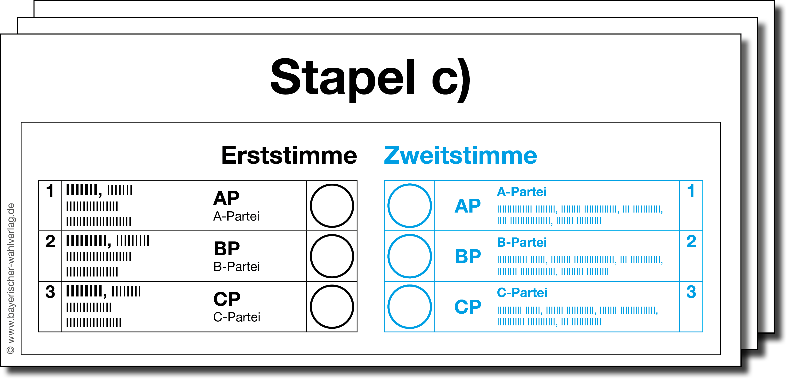 Stapel c)
Erststimme Zweitstimme
1 AP A-Partei
2 BP B-Partei
3 CP C-Partei
AP A-Partei 1
BP B-Partei 2
CP C-Partei 3
© www.bayerischer-wahlverlag.de